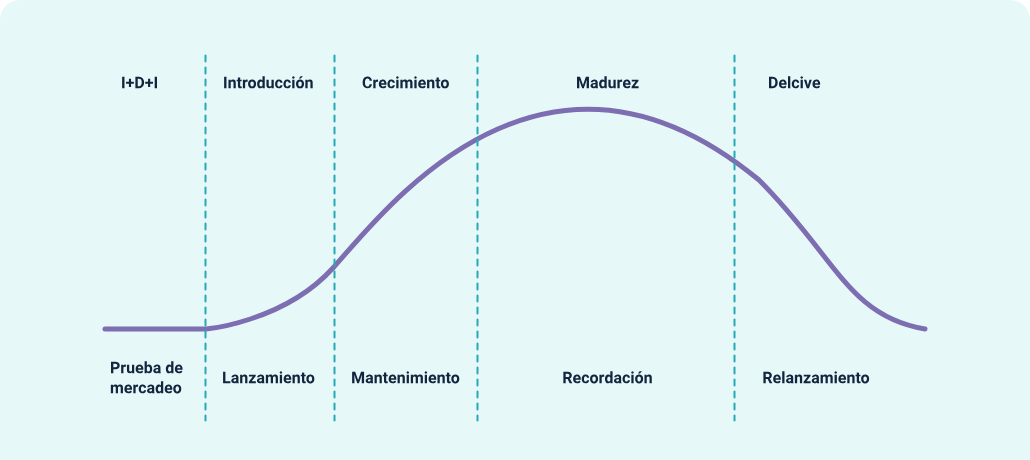 I+D+I
Introducción
Crecimiento
Madurez
Delcive
Prueba de
mercadeo
Lanzamiento
Mantenimiento
Recordación
Relanzamiento